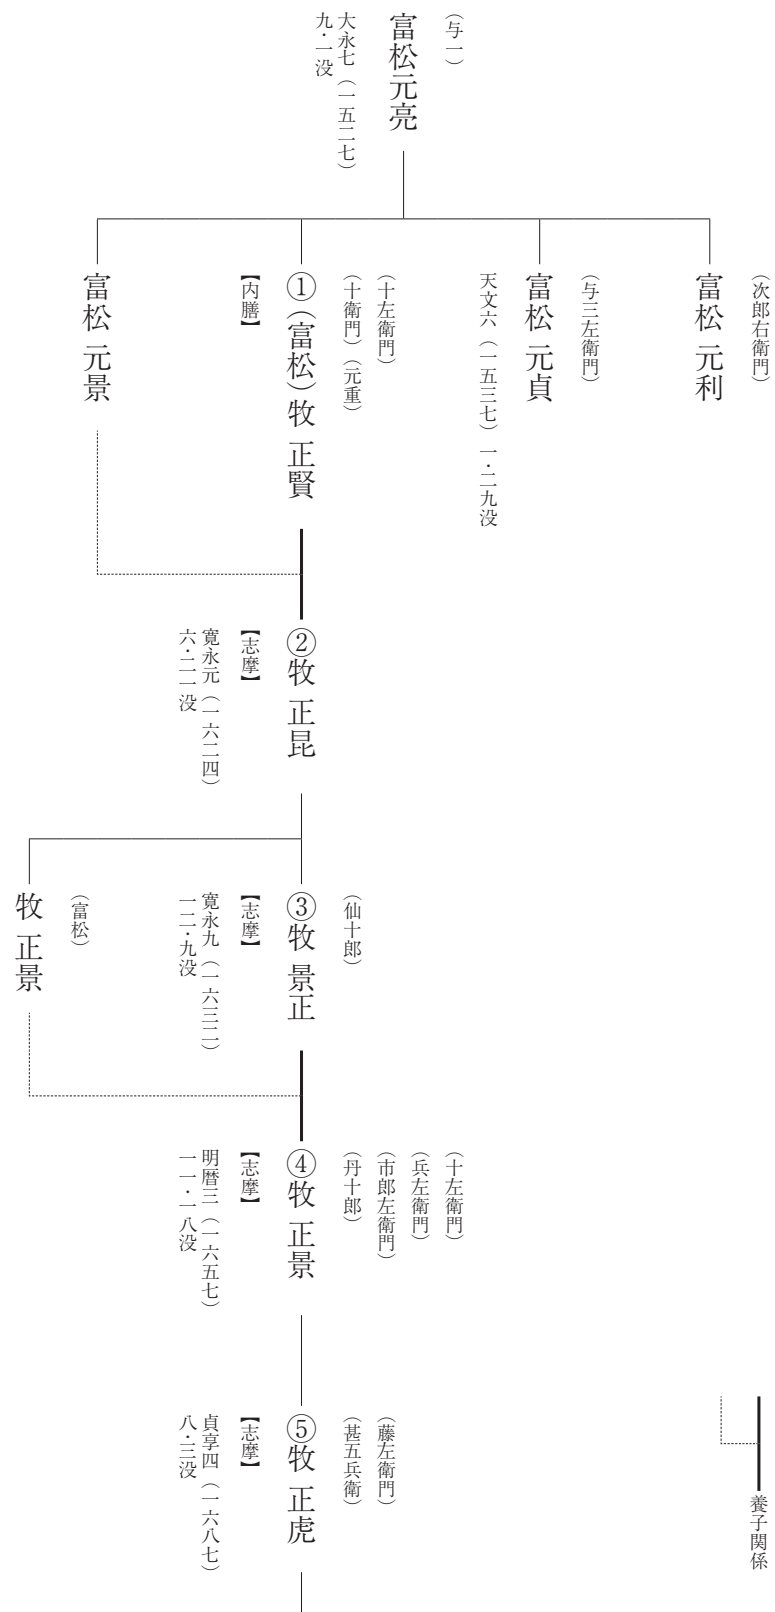 (与一)
富松元亮
大永七(一五二七)
九・一没
(次郎右衛門)
富松 元利
(与三左衛門)
富松 元貞
天文六(一五三七)一・二九没
(十左衛門)
(十衛門)(元重)
①(富松)牧 正賢
【内膳】
富松 元景
②牧 正昆
【志摩】
寛永元(一六二四)
六・二一没
(仙十郎)
③牧 景正
【志摩】
寛永九(一六三二)
一二・九没
(富松)
牧 正景
(十左衛門)
(兵左衛門)
(市郎左衛門)
(丹十郎)
④牧 正景
【志摩】
明暦三(一六五七)
一一・一八没
(藤左衛門)
(甚五兵衛)
⑤牧 正虎
【志摩】
貞享四(一六八七)
八・三没
養子関係